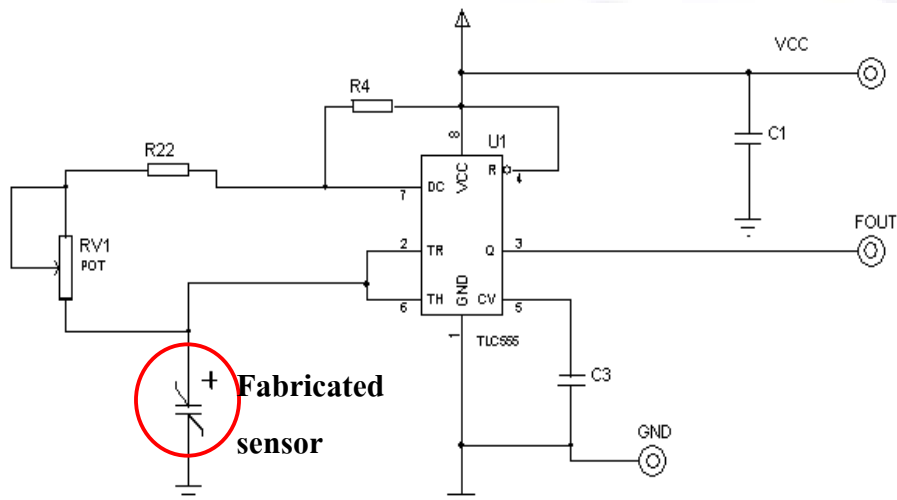 VCC
R4
C1
8
U1
R22
DC
VCC
R
4
7
FOUT
RV1
POT
2
TR
Q
3
TH
GND
CV
6
5
1
TLC555
+
Fabricated
sensor
C3
GND